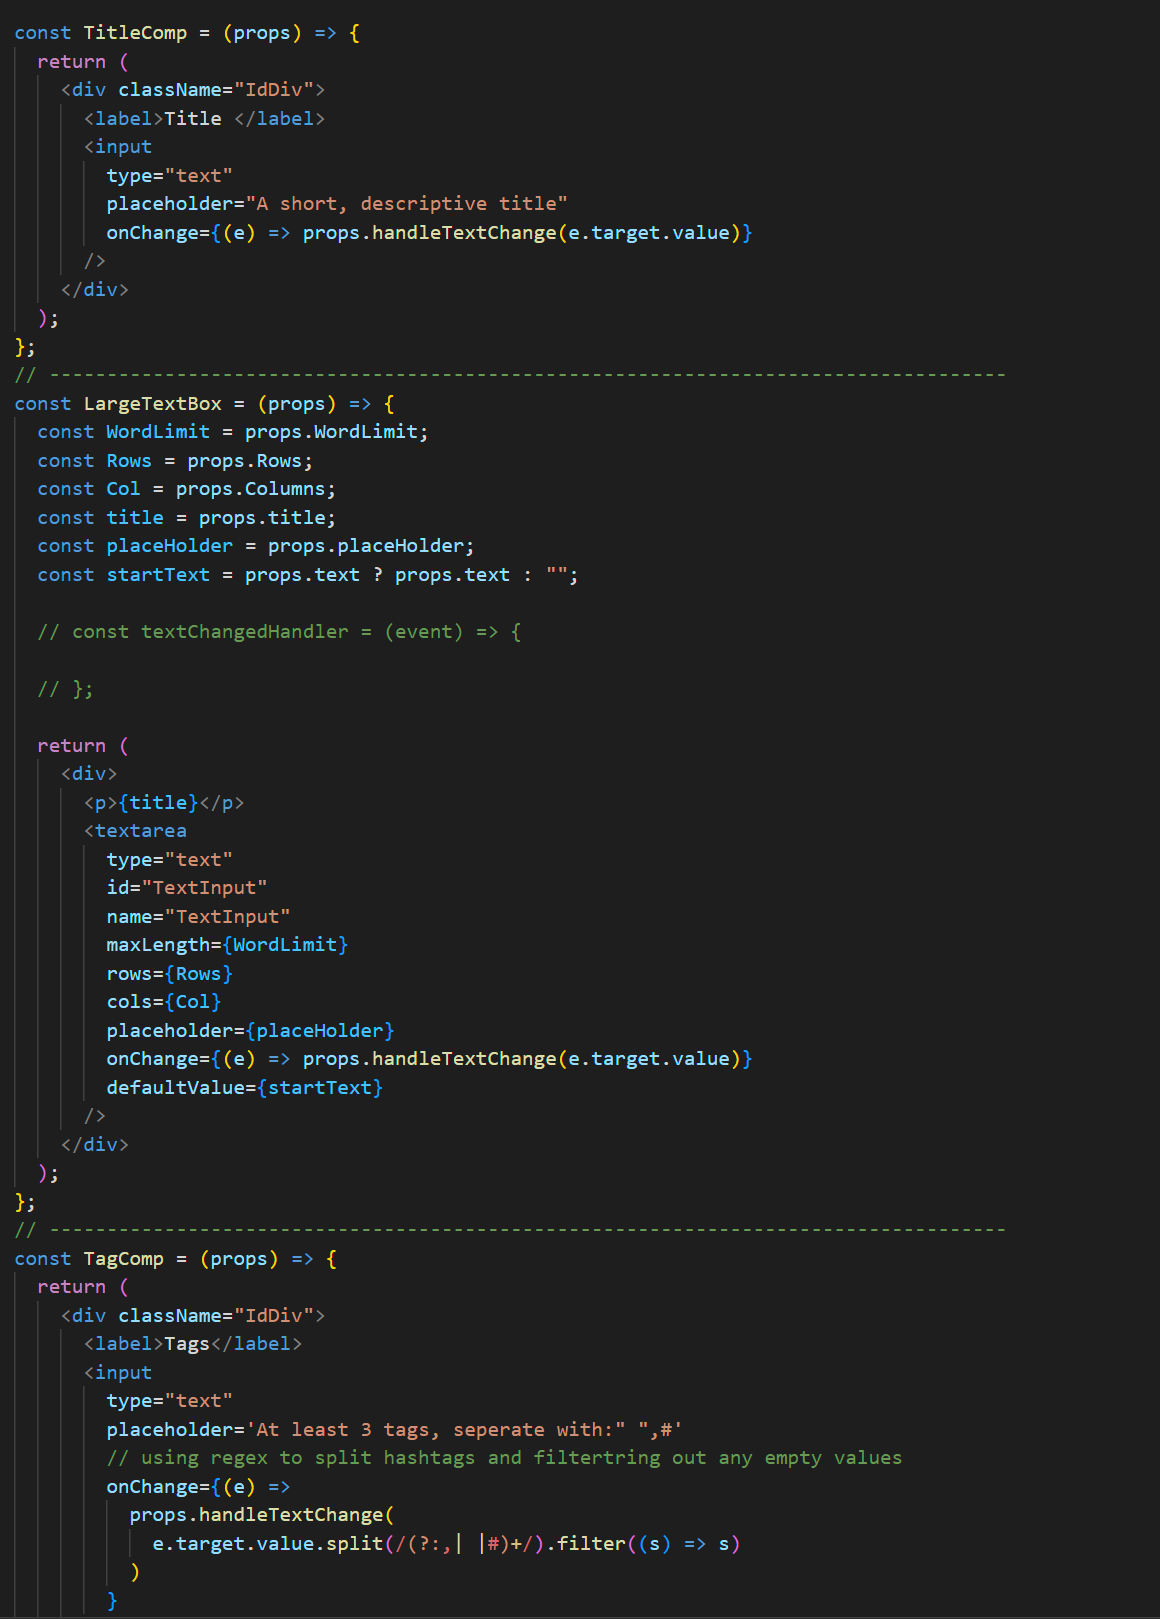 const TitleComp = (props) => {
  return (
    <div className="IdDiv">
      <label>Title </label>
      <input
        type="text"
        placeholder="A short, descriptive title"
        onChange={(e) => props.handleTextChange(e.target.value)}
      />
    </div>
  );
};
// -----------------------------------------------------------------------------------
const LargeTextBox = (props) => {
  const WordLimit = props.WordLimit;
  const Rows = props.Rows;
  const Col = props.Columns;
  const title = props.title;
  const placeHolder = props.placeHolder;
  const startText = props.text ? props.text : "";

  // const textChangedHandler = (event) => {

  // };

  return (
    <div>
      <p>{title}</p>
      <textarea
        type="text"
        id="TextInput"
        name="TextInput"
        maxLength={WordLimit}
        rows={Rows}
        cols={Col}
        placeholder={placeHolder}
        onChange={(e) => props.handleTextChange(e.target.value)}
        defaultValue={startText}
      />
    </div>
  );
};
// -----------------------------------------------------------------------------------
const TagComp = (props) => {
  return (
    <div className="IdDiv">
      <label>Tags</label>
      <input
        type="text"
        placeholder='At least 3 tags, seperate with:" ",#'
        // using regex to split hashtags and filtertring out any empty values
        onChange={(e) =>
          props.handleTextChange(
            e.target.value.split(/(?:,| |#)+/).filter((s) => s)
          )
        }